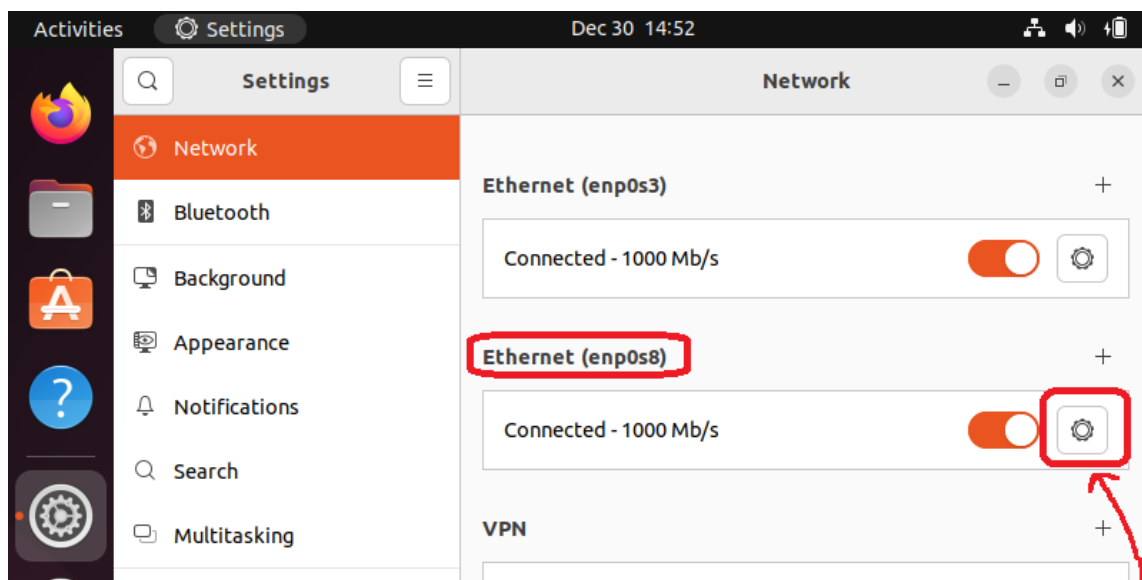 Activities
Settings
Dec 30 14:52
Settings
Network
Network
Bluetooth
Background
Appearance
Notifications
Search
Multitasking
Ethernet (enp0s3)
Connected - 1000 Mb/s
Ethernet (enp0s8)
Connected - 1000 Mb/s
VPN